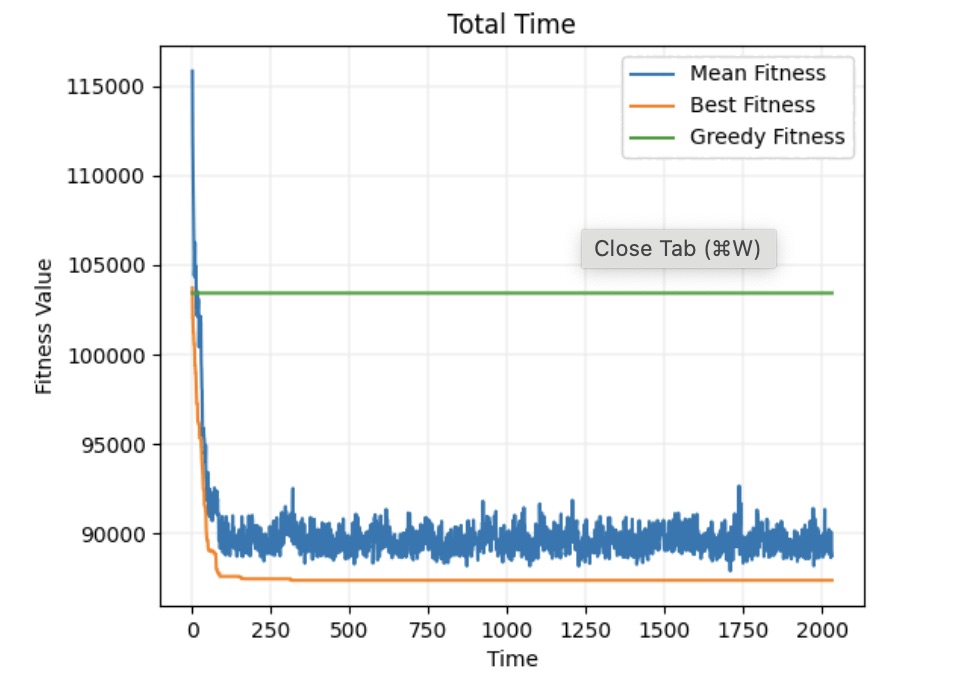 Total Time
Mean Fitness
Best Fitness
Greedy Fitness
Close Tab (⌘W)
Fitness Value
115000
110000
105000
100000
95000
90000
0 250 500 750 1000 1250 1500 1750 2000
Time